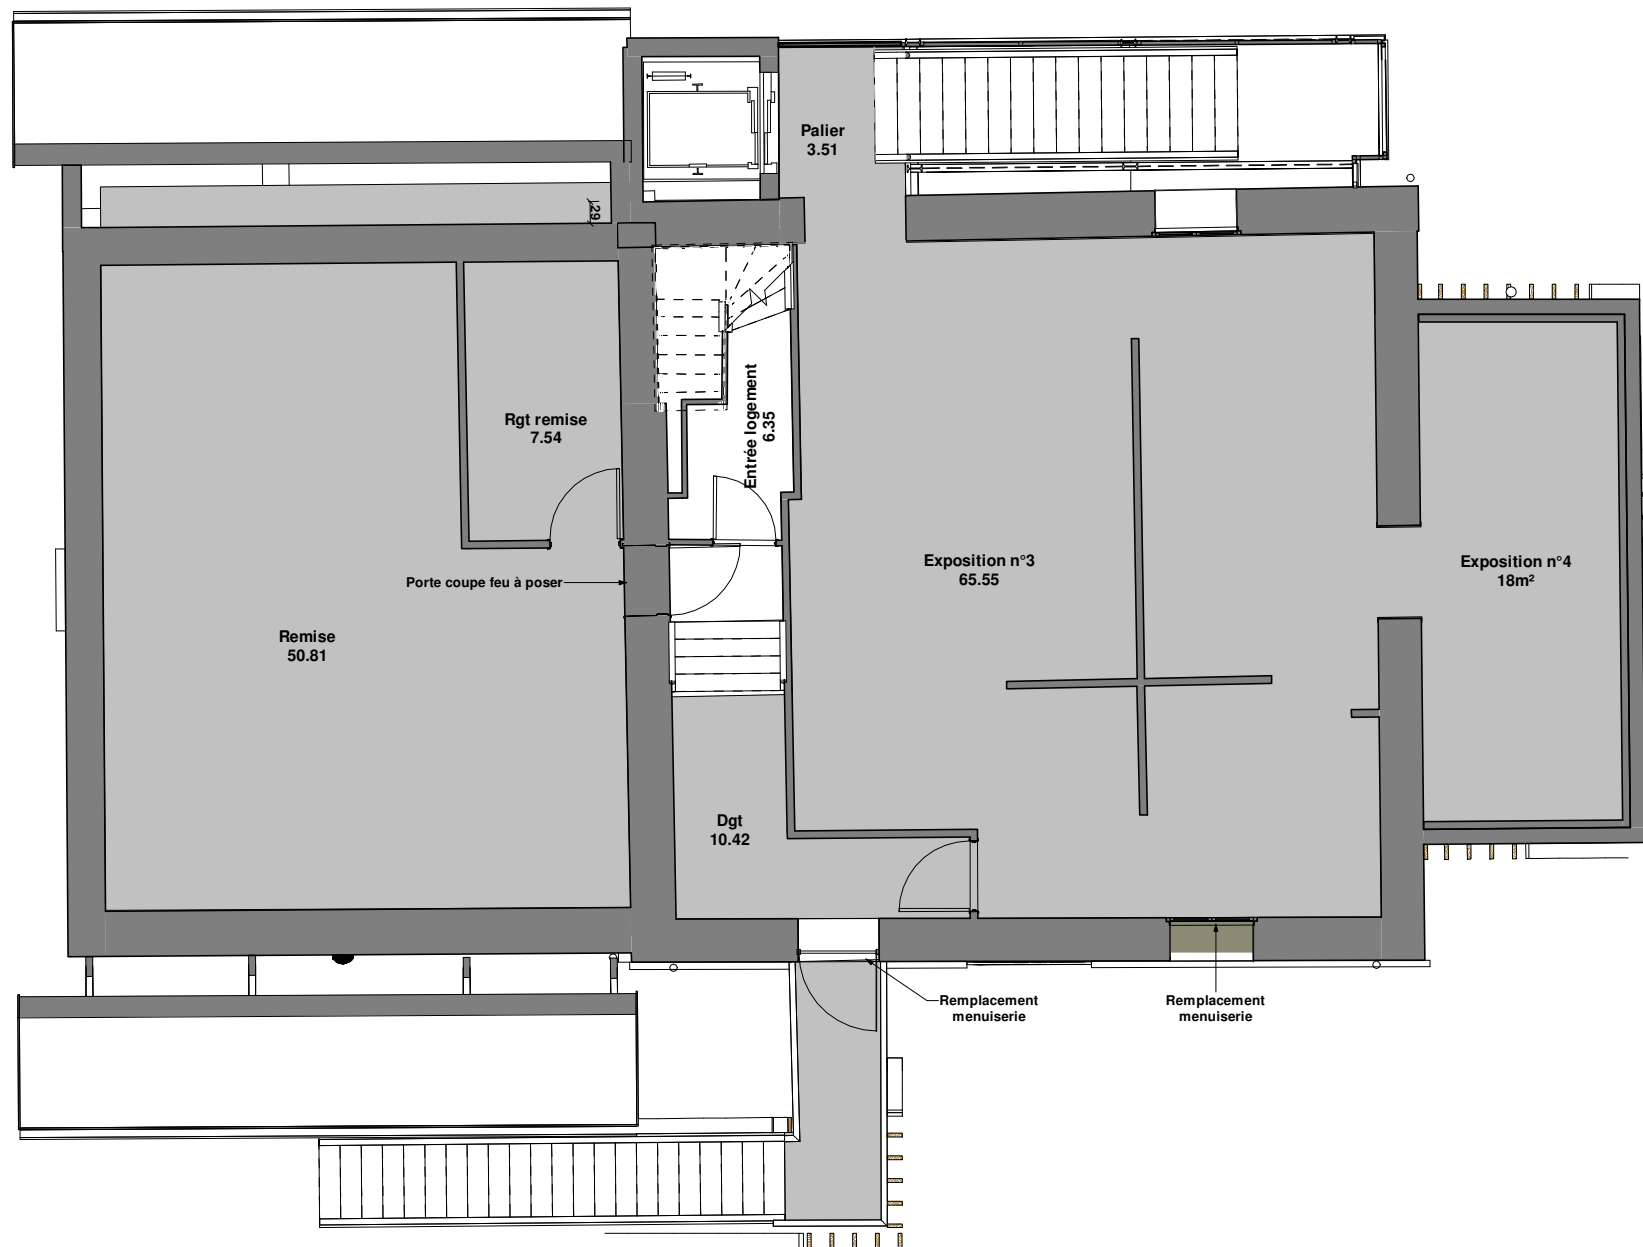 Palier
3.51
29
Rgt remise
7.54
Entrée logement
6.35
Porte coupe feu à poser
Exposition n°3
65.55
Exposition n°4
18m²
Remise
50.81
Dgt
10.42
Remplacement
menuiserie
Remplacement
menuiserie